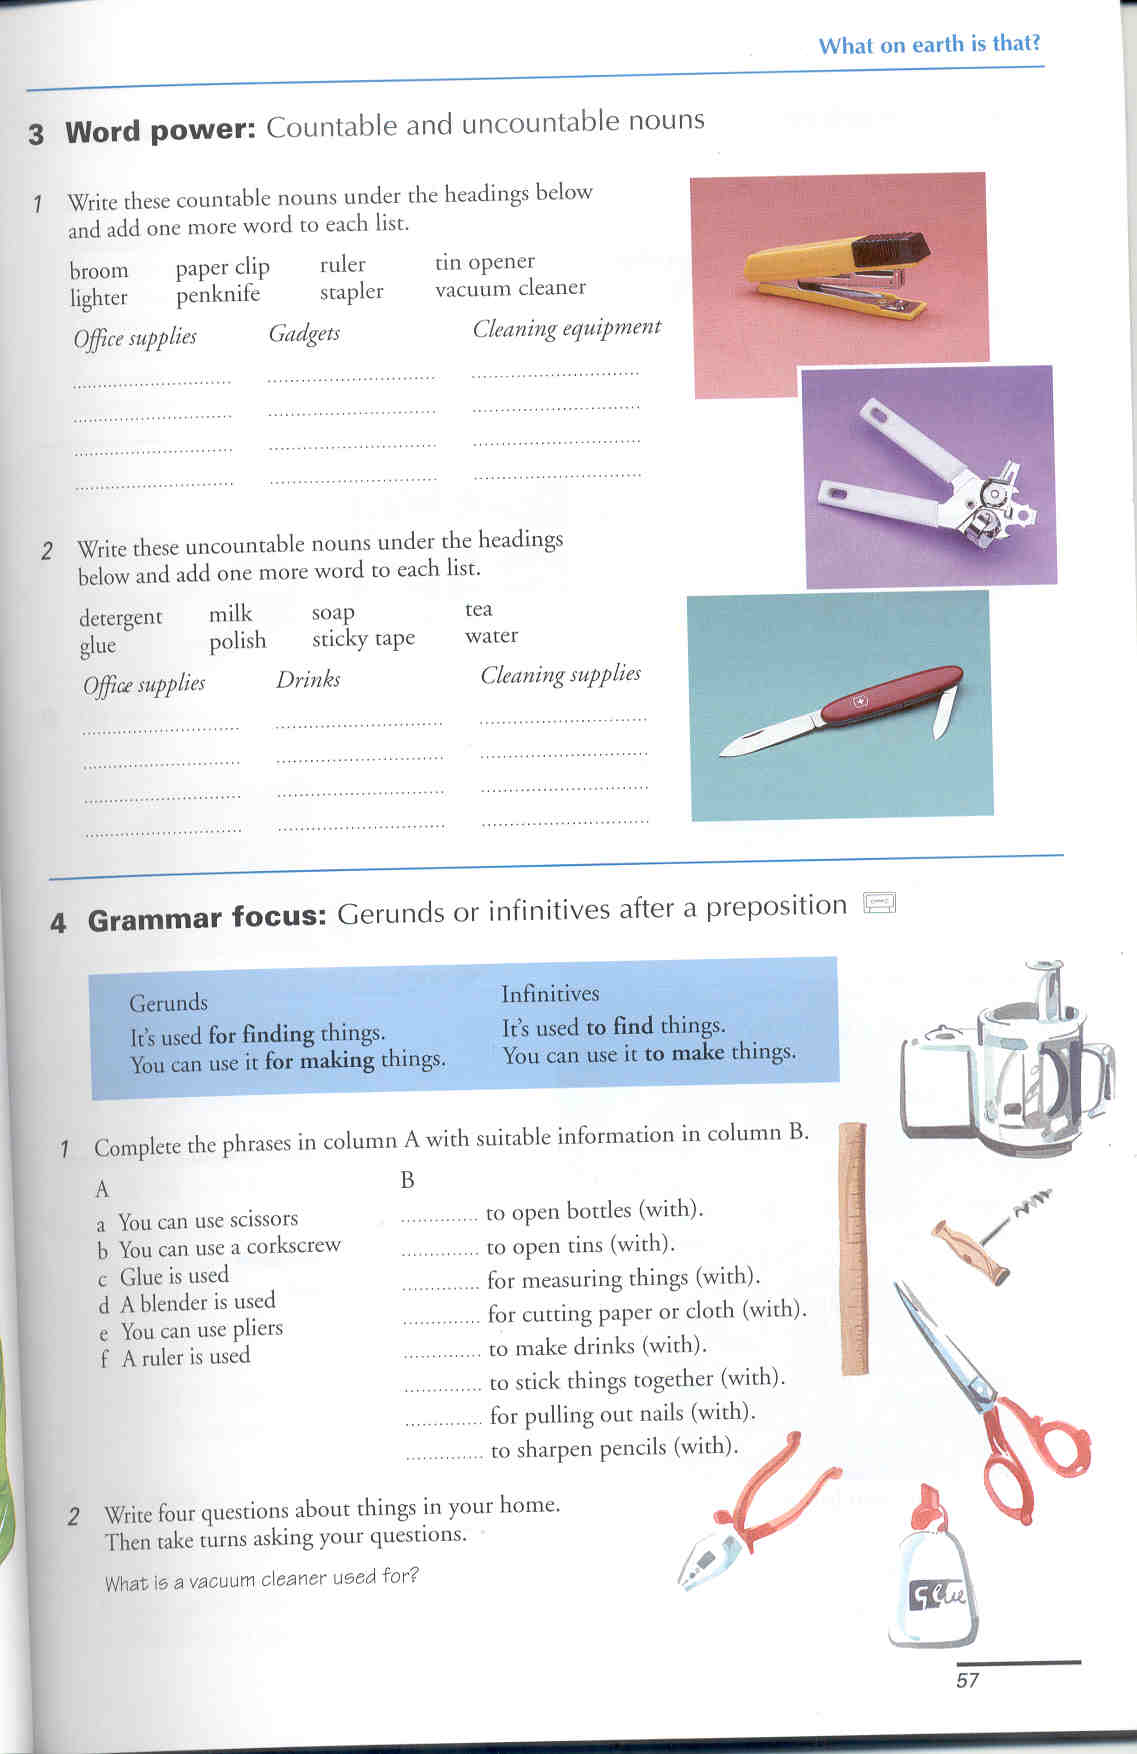 What on earth is that?
3 Word power: Countable and uncountable nouns
1 Write these countable nouns under the headings below
and add one more word to each list.
broom paper clip ruler tin opener
lighter penknife stapler vacuum cleaner
Office supplies Gadgets Cleaning equipment
2 Write these uncountable nouns under the headings
below and add one more word to each list.
detergent milk soap tea
glue polish sticky tape water
Office supplies Drinks Cleaning supplies
4 Grammar focus: Gerunds or infinitives after a preposition
Gerunds Infinitives
It's used for finding things. It's used to find things.
You can use it for making things. You can use it to make things.
1 Complete the phrases in column A with suitable information in column B.
A B
a You can use scissors .............. to open bottles (with).
b You can use a corkscrew .............. to open tins (with).
c Glue is used .............. for measuring things (with).
d A blender is used .............. for cutting paper or cloth (with).
e You can use pliers .............. to make drinks (with).
f A ruler is used .............. to stick things together (with).
.............. for pulling out nails (with).
.............. to sharpen pencils (with).
2 Write four questions about things in your home.
Then take turns asking your questions.
What is a vacuum cleaner used for?
Glue
57